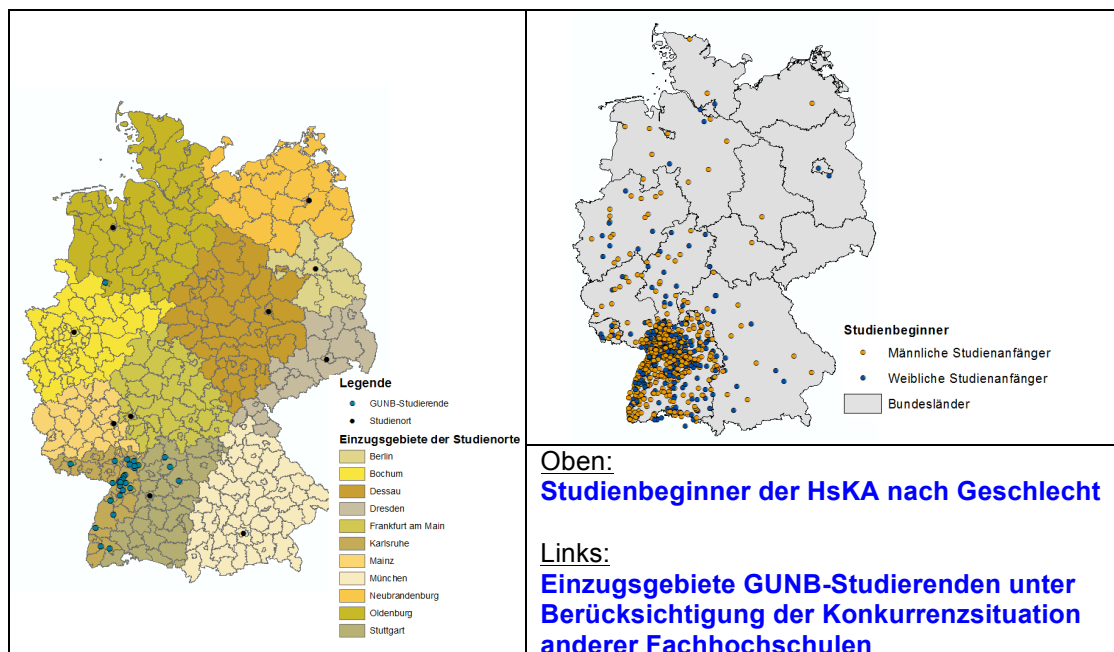 Legende
GUNB-Studierende
Studienort
Einzugsgebiete der Studienorte
Berlin
Bochum
Dessau
Dresden
Frankfurt am Main
Karlsruhe
Mainz
München
Neubrandenburg
Oldenburg
Stuttgart
Studienbeginner
Männliche Studienanfänger
Weibliche Studienanfänger
Bundesländer
Oben:
Studienbeginner der HsKA nach Geschlecht
Links:
Einzugsgebiete GUNB-Studierenden unter
Berücksichtigung der Konkurrenzsituation
anderer Fachhochschulen